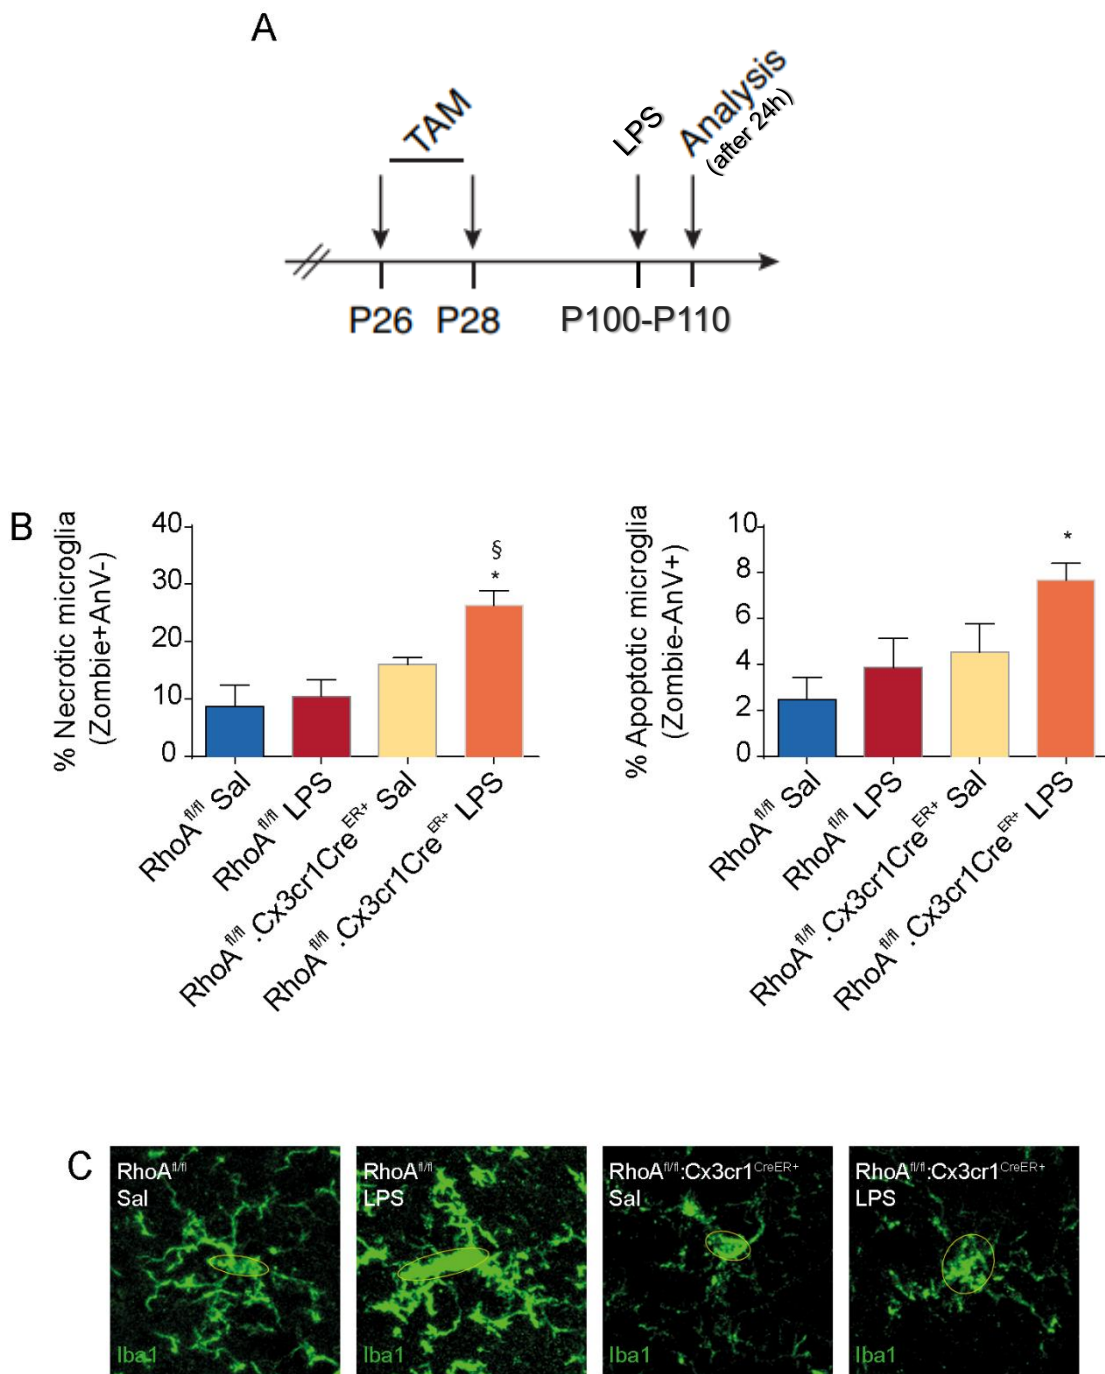 A
TAM
LPS
Analysis
(after 24h)
P26 P28 P100-P110
B
% Necrotic microglia
(Zombie+AnV-)
40
30
20
10
0
§
*
RhoAfl/fl Sal
RhoAfl/fl LPS
RhoAfl/fl.Cx3cr1CreER+ Sal
RhoAfl/fl.Cx3cr1CreER+ LPS
% Apoptotic microglia
(Zombie-AnV+)
10
8
6
4
2
0
*
RhoAfl/fl Sal
RhoAfl/fl LPS
RhoAfl/fl.Cx3cr1CreER+ Sal
RhoAfl/fl.Cx3cr1CreER+ LPS
C
RhoAfl/fl
Sal
Iba1
RhoAfl/fl
LPS
Iba1
RhoAfl/fl:Cx3cr1CreER+
Sal
Iba1
RhoAfl/fl:Cx3cr1CreER+
LPS
Iba1